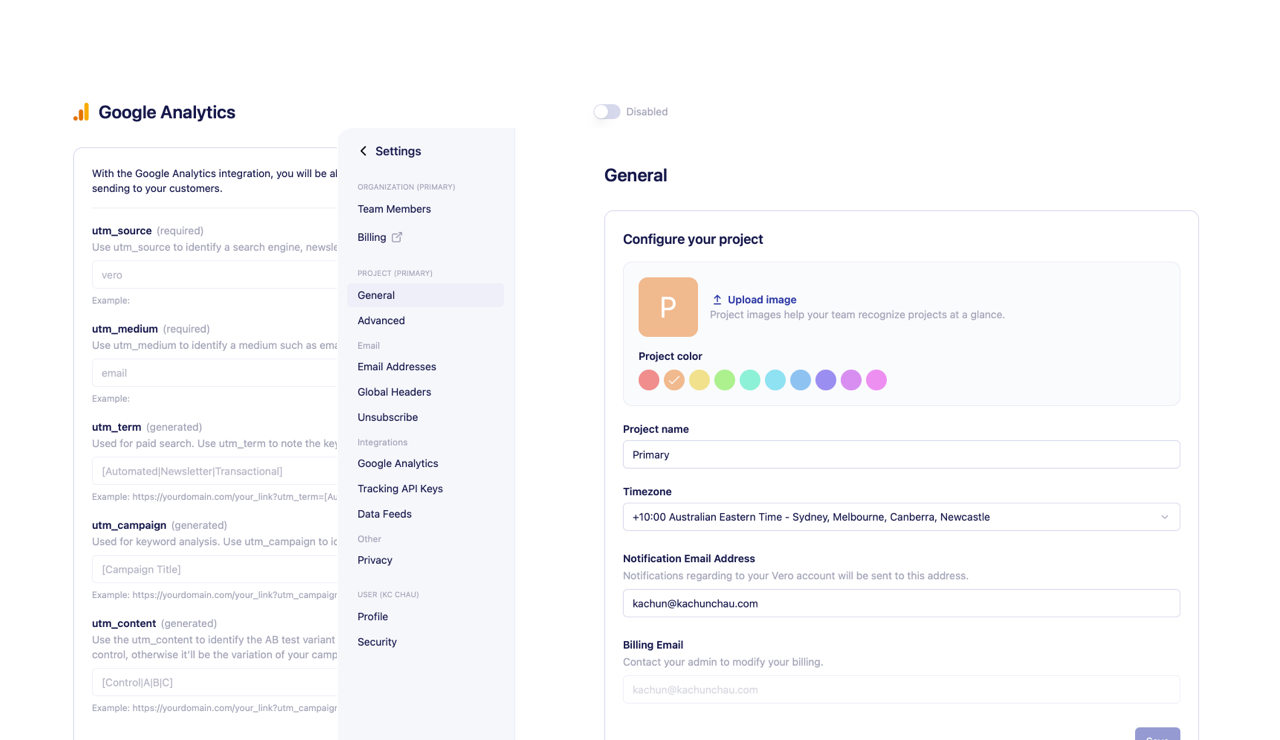 Google Analytics
Disabled
With the Google Analytics integration, you will be
sending to your customers.
utm_source (required)
Use utm_source to identify a search engine,
vero
Example:
utm_medium (required)
Use utm_medium to identify a medium such as
email
Example:
utm_term (generated)
Used for paid search. Use utm_term to note the
[Automated|Newsletter|Transactional]
Example: https://yourdomain.com/your_link?utm_term=
utm_campaign (generated)
Used for keyword analysis. Use utm_campaign to
[Campaign Title]
Example: https://yourdomain.com/your_link?utm_campaign
utm_content (generated)
Use the utm_content to identify the AB test variant
control, otherwise it'll be the variation of your
[Control|A|B|C]
Example: https://yourdomain.com/your_link?utm_campaign
Settings
ORGANIZATION (PRIMARY)
Team Members
Billing
PROJECT (PRIMARY)
General
Advanced
Email
Email Addresses
Global Headers
Unsubscribe
Integrations
Google Analytics
Tracking API Keys
Data Feeds
Other
Privacy
USER (KC CHAU)
Profile
Security
General
Configure your project
P
Upload image
Project images help your team recognize projects at a glance.
Project color
Project name
Primary
Timezone
+10:00 Australian Eastern Time - Sydney, Melbourne, Canberra, Newcastle
Notification Email Address
Notifications regarding to your Vero account will be sent to this address.
kachun@kachunchau.com
Billing Email
Contact your admin to modify your billing.
kachun@kachunchau.com